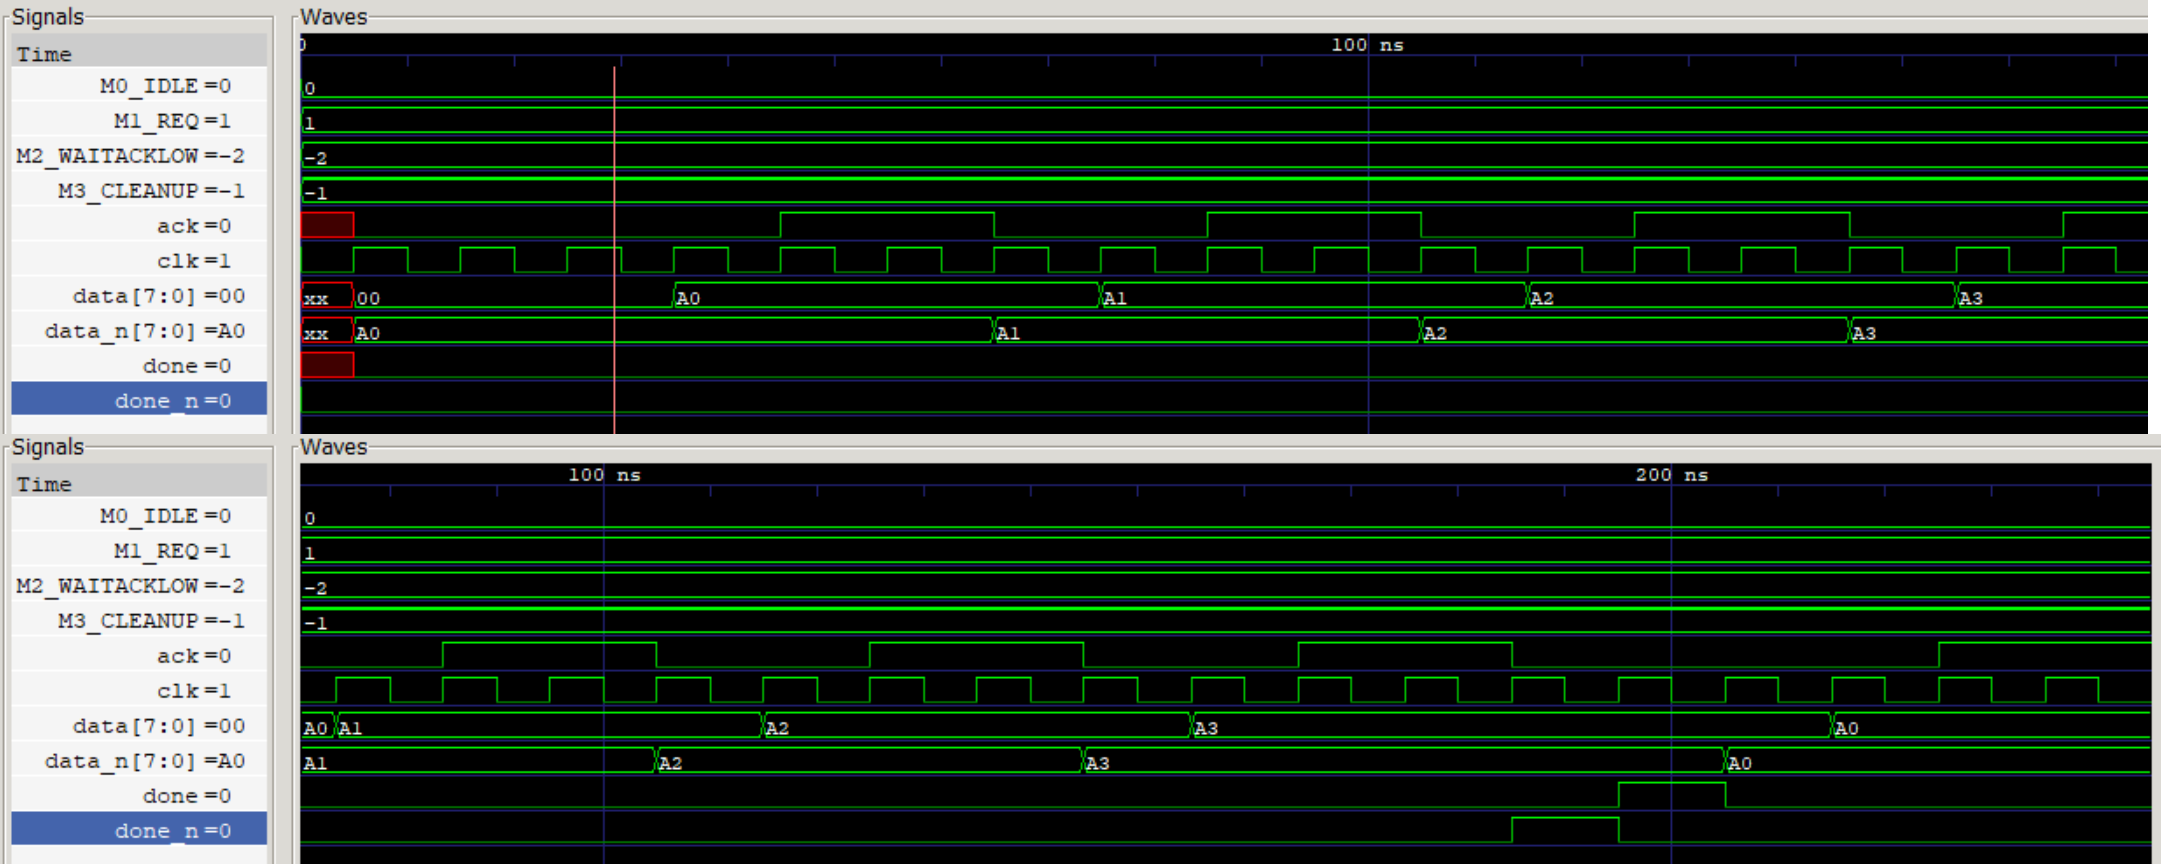 Signals Waves
Time 0 100 ns
M0_IDLE =0 0
M1_REQ =1 1
M2_WAITACKLOW =-2 -2
M3_CLEANUP =-1 -1
ack =0
clk =1
data[7:0] =00 xx 00 A0 A1 A2 A3
data_n[7:0] =A0 xx A0 A1 A2 A3
done =0
done_n =0
Signals Waves
Time 100 ns 200 ns
M0_IDLE =0 0
M1_REQ =1 1
M2_WAITACKLOW =-2 -2
M3_CLEANUP =-1 -1
ack =0
clk =1
data[7:0] =00 A0 A1 A2 A3 A0
data_n[7:0] =A0 A1 A2 A3 A0
done =0
done_n =0